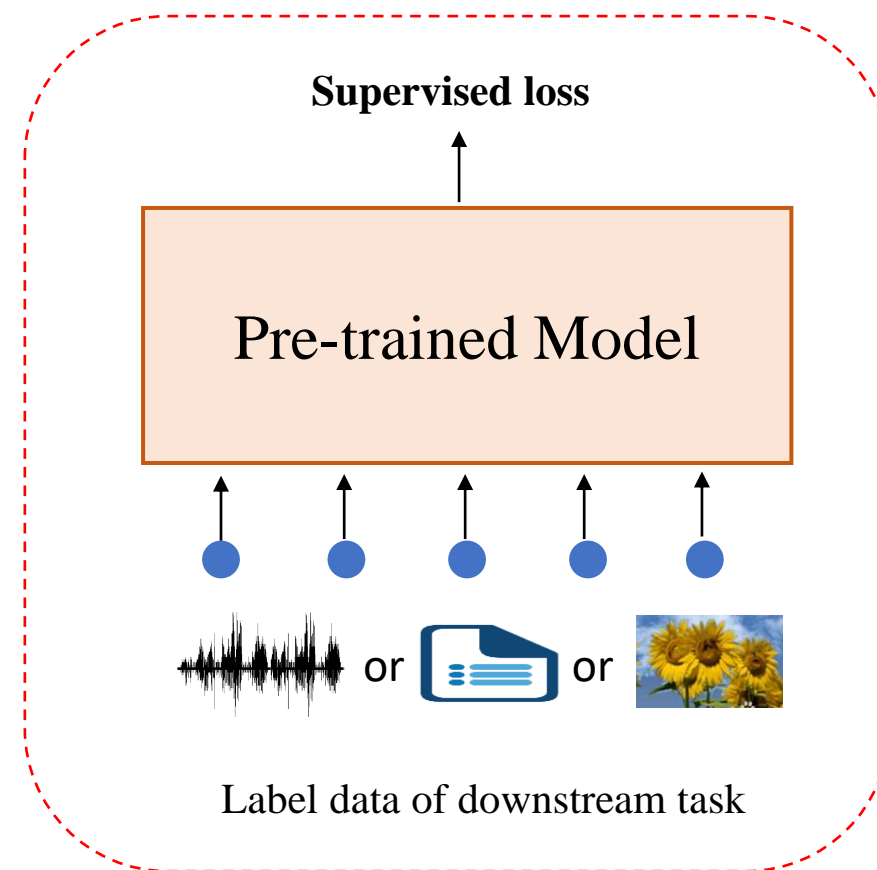 Supervised loss
Pre-trained Model
or or
Label data of downstream task